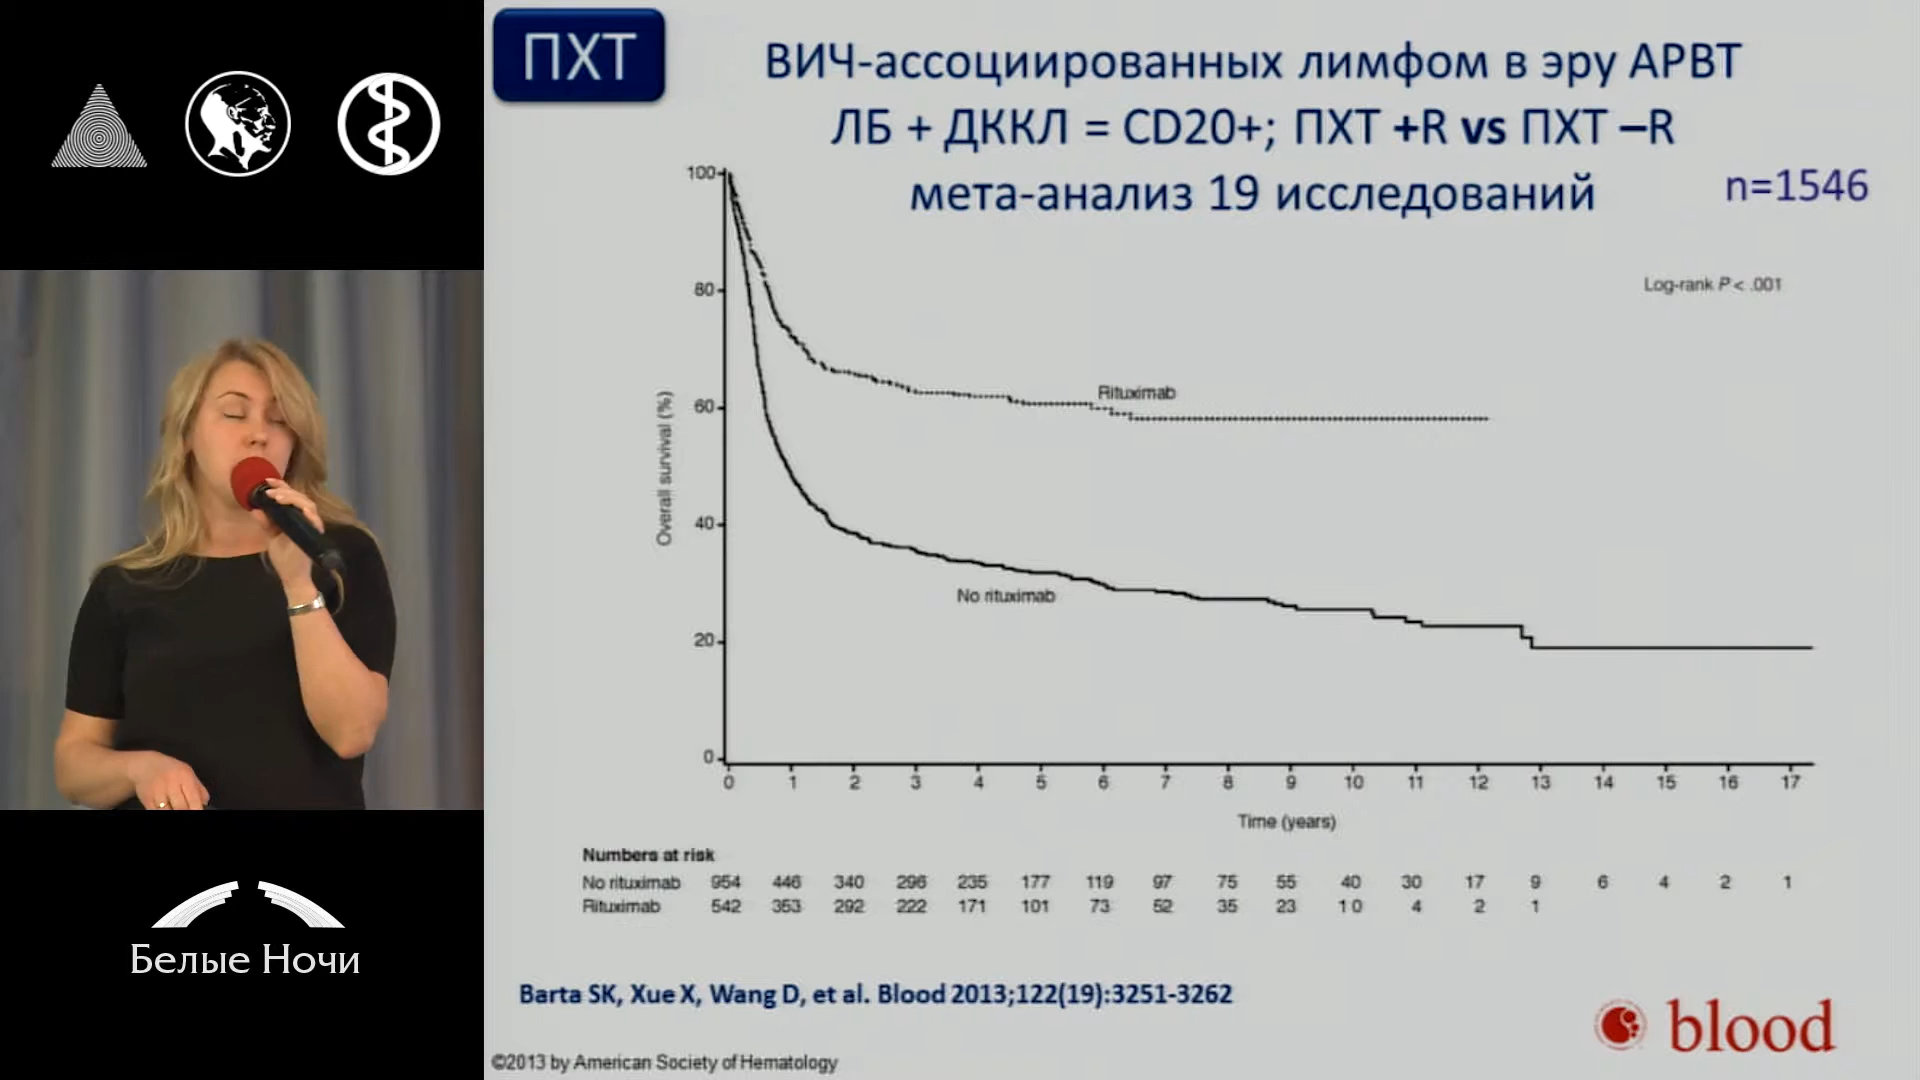 ПХТ
ВИЧ-ассоциированных лимфом в эру АРВТ
ЛБ + ДККЛ = CD20+; ПХТ +R vs ПХТ –R
мета-анализ 19 исследований
n=1546
Log-rank P < .001
100
80
60
40
20
0
Overall survival (%)
Rituximab
No rituximab
0 1 2 3 4 5 6 7 8 9 10 11 12 13 14 15 16 17
Time (years)
Numbers at risk
No rituximab 954 446 340 296 235 177 119 97 75 55 40 30 17 9 6 4 2 1
Rituximab 542 353 292 222 171 101 73 52 35 23 10 4 2 1
Barta SK, Xue X, Wang D, et al. Blood 2013;122(19):3251-3262
blood
©2013 by American Society of Hematology
Белые Ночи